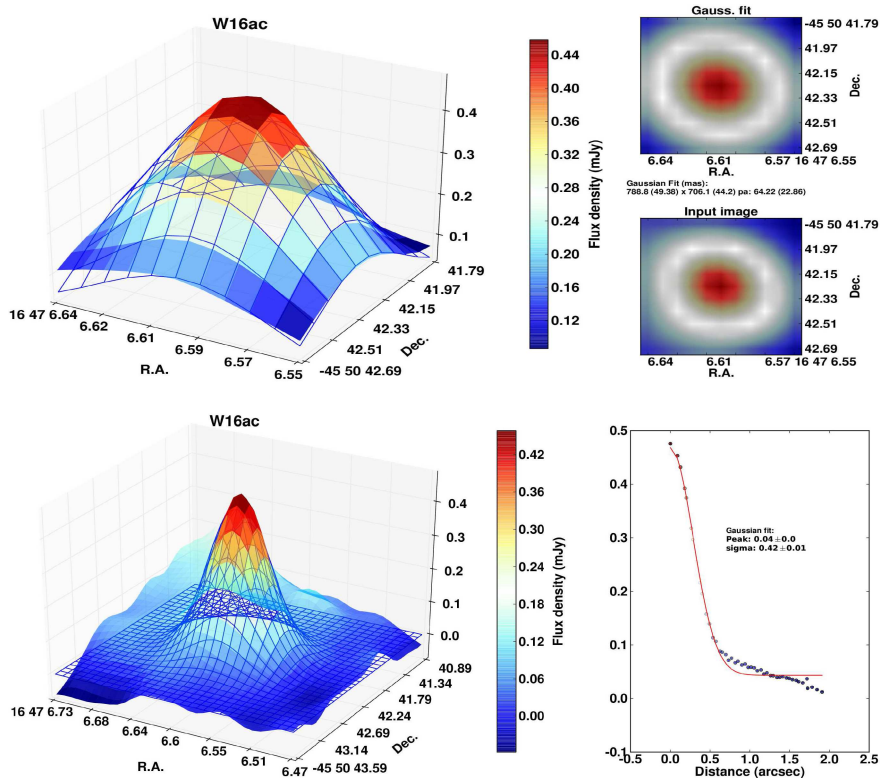 W16ac
0.4
0.3
0.2
0.1
16 47 6.64
6.62
6.61
6.59
6.57
6.55
R.A.
41.79
41.97
42.15
42.33
42.51
-45 50 42.69
Dec.
0.44
0.40
0.36
0.32
0.28
0.24
0.20
0.16
0.12
Flux density (mJy)
Gauss. fit
-45 50 41.79
41.97
42.15
42.33
42.51
42.69
Dec.
6.64 6.61 6.57 16 47 6.55
R.A.
Gaussian Fit (mas):
788.8 (49.38) x 706.1 (44.2) pa: 64.22 (22.86)
Input image
-45 50 41.79
41.97
42.15
42.33
42.51
42.69
Dec.
6.64 6.61 6.57 16 47 6.55
R.A.
W16ac
0.4
0.3
0.2
0.1
0.0
16 47 6.73
6.68
6.64
6.6
6.55
6.51
6.47
R.A.
40.89
41.34
41.79
42.24
42.69
43.14
-45 50 43.59
Dec.
0.42
0.36
0.30
0.24
0.18
0.12
0.06
0.00
Flux density (mJy)
0.5
0.4
0.3
0.2
0.1
0.0
-0.1
Gaussian fit:
Peak: 0.04±0.0
sigma: 0.42±0.01
-0.5 0.0 0.5 1.0 1.5 2.0 2.5
Distance (arcsec)